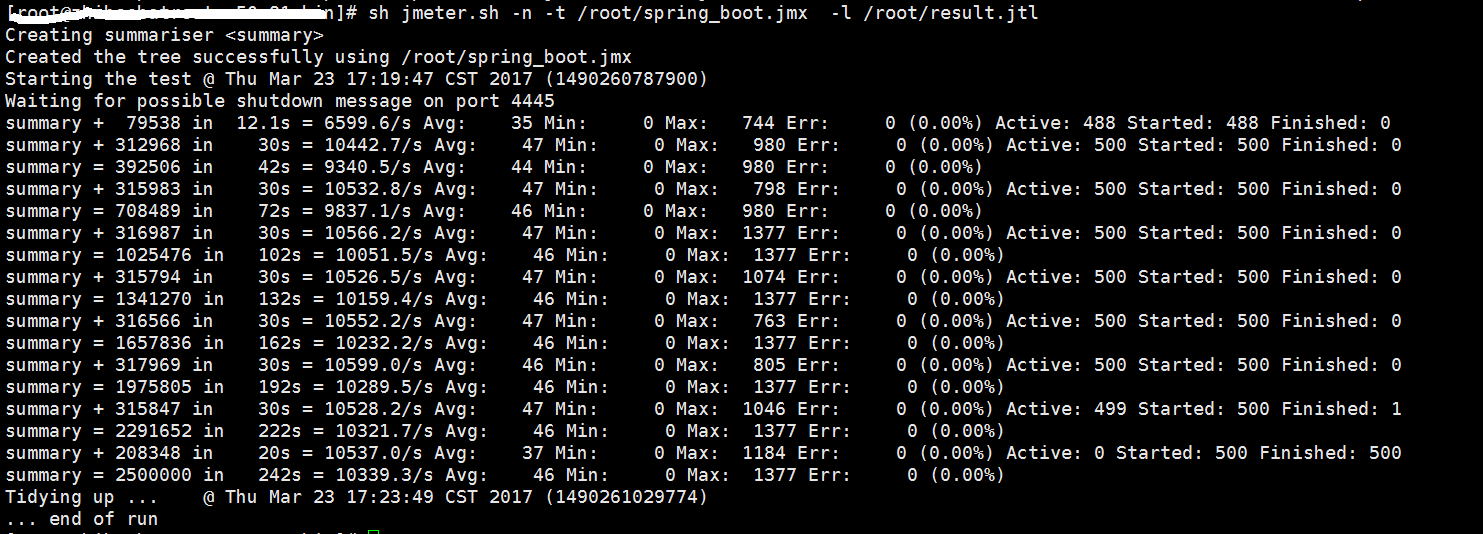 ]# sh jmeter.sh -n -t /root/spring_boot.jmx  -l /root/result.jtl
Creating summariser <summary>
Created the tree successfully using /root/spring_boot.jmx
Starting the test @ Thu Mar 23 17:19:47 CST 2017 (1490260787900)
Waiting for possible shutdown message on port 4445
summary +  79538 in  12.1s = 6599.6/s Avg:    35 Min:     0 Max:   744 Err:     0 (0.00%) Active: 488 Started: 488 Finished: 0
summary + 312968 in    30s = 10442.7/s Avg:    47 Min:     0 Max:   980 Err:     0 (0.00%) Active: 500 Started: 500 Finished: 0
summary = 392506 in    42s = 9340.5/s Avg:    44 Min:     0 Max:   980 Err:     0 (0.00%)
summary + 315983 in    30s = 10532.8/s Avg:    47 Min:     0 Max:   798 Err:     0 (0.00%) Active: 500 Started: 500 Finished: 0
summary = 708489 in    72s = 9837.1/s Avg:    46 Min:     0 Max:   980 Err:     0 (0.00%)
summary + 316987 in    30s = 10566.2/s Avg:    47 Min:     0 Max:  1377 Err:     0 (0.00%) Active: 500 Started: 500 Finished: 0
summary = 1025476 in   102s = 10051.5/s Avg:    46 Min:     0 Max:  1377 Err:     0 (0.00%)
summary + 315794 in    30s = 10526.5/s Avg:    47 Min:     0 Max:  1074 Err:     0 (0.00%) Active: 500 Started: 500 Finished: 0
summary = 1341270 in   132s = 10159.4/s Avg:    46 Min:     0 Max:  1377 Err:     0 (0.00%)
summary + 316566 in    30s = 10552.2/s Avg:    47 Min:     0 Max:   763 Err:     0 (0.00%) Active: 500 Started: 500 Finished: 0
summary = 1657836 in   162s = 10232.2/s Avg:    46 Min:     0 Max:  1377 Err:     0 (0.00%)
summary + 317969 in    30s = 10599.0/s Avg:    46 Min:     0 Max:   805 Err:     0 (0.00%) Active: 500 Started: 500 Finished: 0
summary = 1975805 in   192s = 10289.5/s Avg:    46 Min:     0 Max:  1377 Err:     0 (0.00%)
summary + 315847 in    30s = 10528.2/s Avg:    47 Min:     0 Max:  1046 Err:     0 (0.00%) Active: 499 Started: 500 Finished: 1
summary = 2291652 in   222s = 10321.7/s Avg:    46 Min:     0 Max:  1377 Err:     0 (0.00%)
summary + 208348 in    20s = 10537.0/s Avg:    37 Min:     0 Max:  1184 Err:     0 (0.00%) Active: 0 Started: 500 Finished: 500
summary = 2500000 in   242s = 10339.3/s Avg:    46 Min:     0 Max:  1377 Err:     0 (0.00%)
Tidying up ...    @ Thu Mar 23 17:23:49 CST 2017 (1490261029774)
... end of run